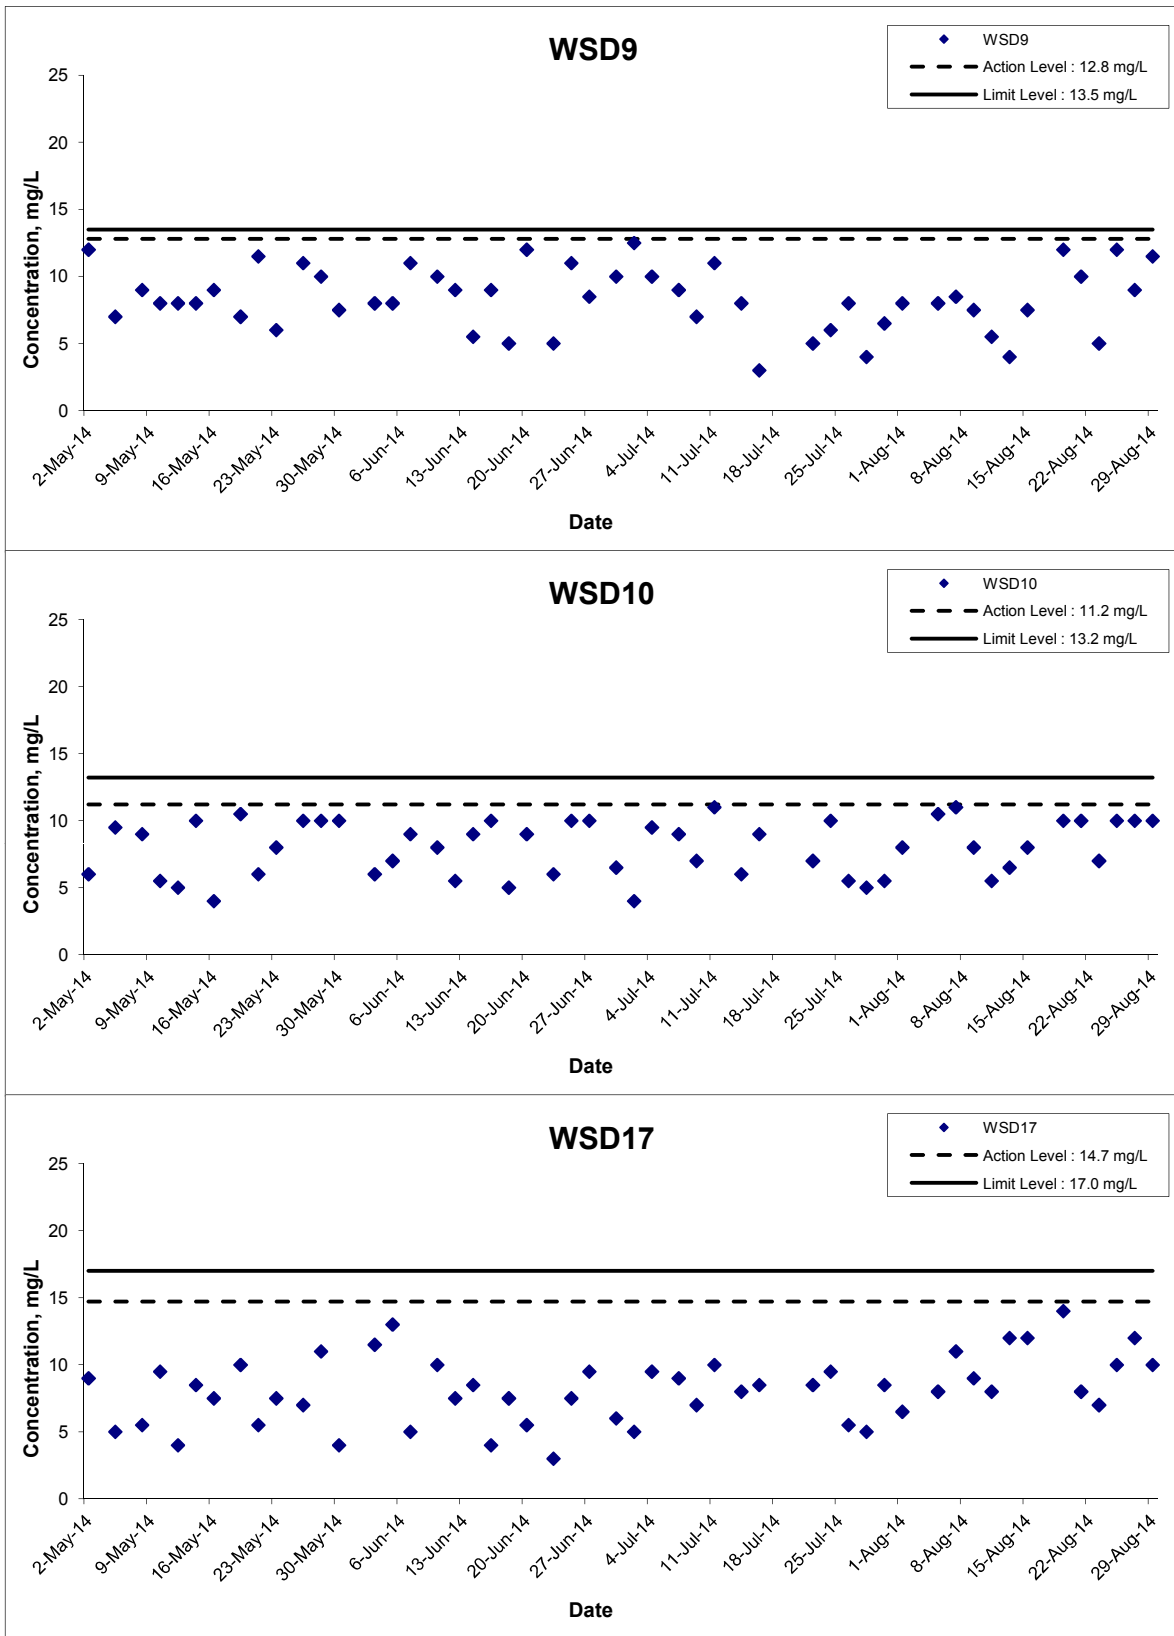 WSD9
WSD9
Action Level : 12.8 mg/L
Limit Level : 13.5 mg/L
Concentration, mg/L
25
20
15
10
5
0
2-May-14
9-May-14
16-May-14
23-May-14
30-May-14
6-Jun-14
13-Jun-14
20-Jun-14
27-Jun-14
4-Jul-14
11-Jul-14
18-Jul-14
25-Jul-14
1-Aug-14
8-Aug-14
15-Aug-14
22-Aug-14
29-Aug-14
Date
WSD10
WSD10
Action Level : 11.2 mg/L
Limit Level : 13.2 mg/L
Concentration, mg/L
25
20
15
10
5
0
2-May-14
9-May-14
16-May-14
23-May-14
30-May-14
6-Jun-14
13-Jun-14
20-Jun-14
27-Jun-14
4-Jul-14
11-Jul-14
18-Jul-14
25-Jul-14
1-Aug-14
8-Aug-14
15-Aug-14
22-Aug-14
29-Aug-14
Date
WSD17
WSD17
Action Level : 14.7 mg/L
Limit Level : 17.0 mg/L
Concentration, mg/L
25
20
15
10
5
0
2-May-14
9-May-14
16-May-14
23-May-14
30-May-14
6-Jun-14
13-Jun-14
20-Jun-14
27-Jun-14
4-Jul-14
11-Jul-14
18-Jul-14
25-Jul-14
1-Aug-14
8-Aug-14
15-Aug-14
22-Aug-14
29-Aug-14
Date